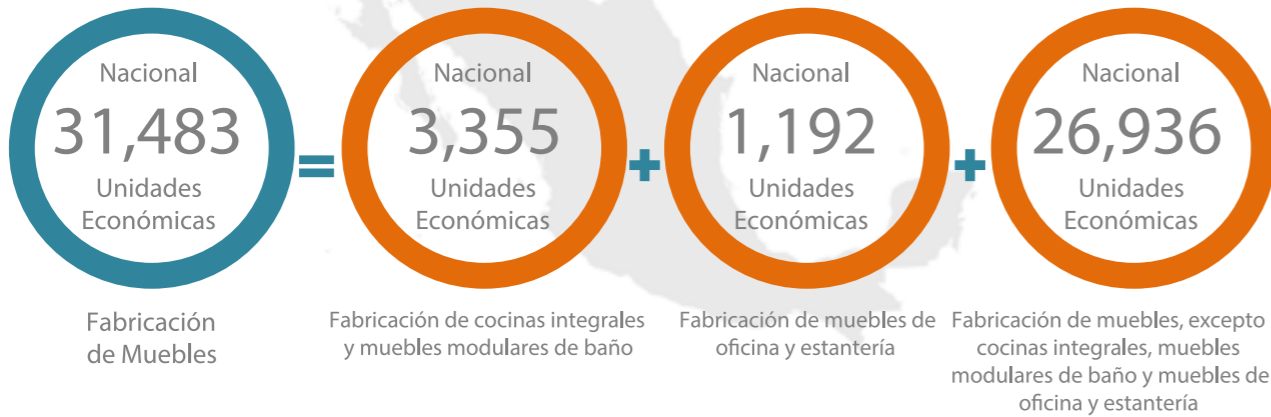 Nacional
31,483
Unidades
Económicas
Fabricación
de Muebles
=
Nacional
3,355
Unidades
Económicas
Fabricación de cocinas integrales
y muebles modulares de baño
+
Nacional
1,192
Unidades
Económicas
Fabricación de muebles de
oficina y estantería
+
Nacional
26,936
Unidades
Económicas
Fabricación de muebles, excepto
cocinas integrales, muebles
modulares de baño y muebles de
oficina y estantería